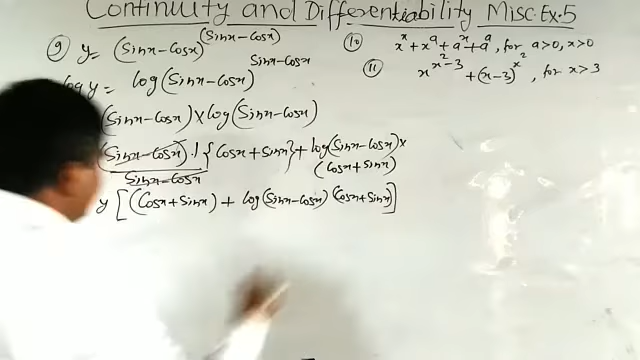 Continuity and Differentiability Misc. Ex. 5
⑨ y = (Sinx - Cosx)^(Sinx - Cosx)
log y = log (Sinx - Cosx)^Sinx - Cosx
(Sinx - Cosx) × log (Sinx - Cosx)
(Sinx - Cosx) . 1 / Sinx - Cosx {Cosx + Sinx} + log(Sinx - Cosx) × (Cosx + Sinx)
y [(Cosx + Sinx) + log(Sinx - Cosx) (Cosx + Sinx)]
⑩ x^x + x^a + a^x + a^a, for a>0, x>0
⑪ x^x^2-3 + (x-3)^x^2, for x>3